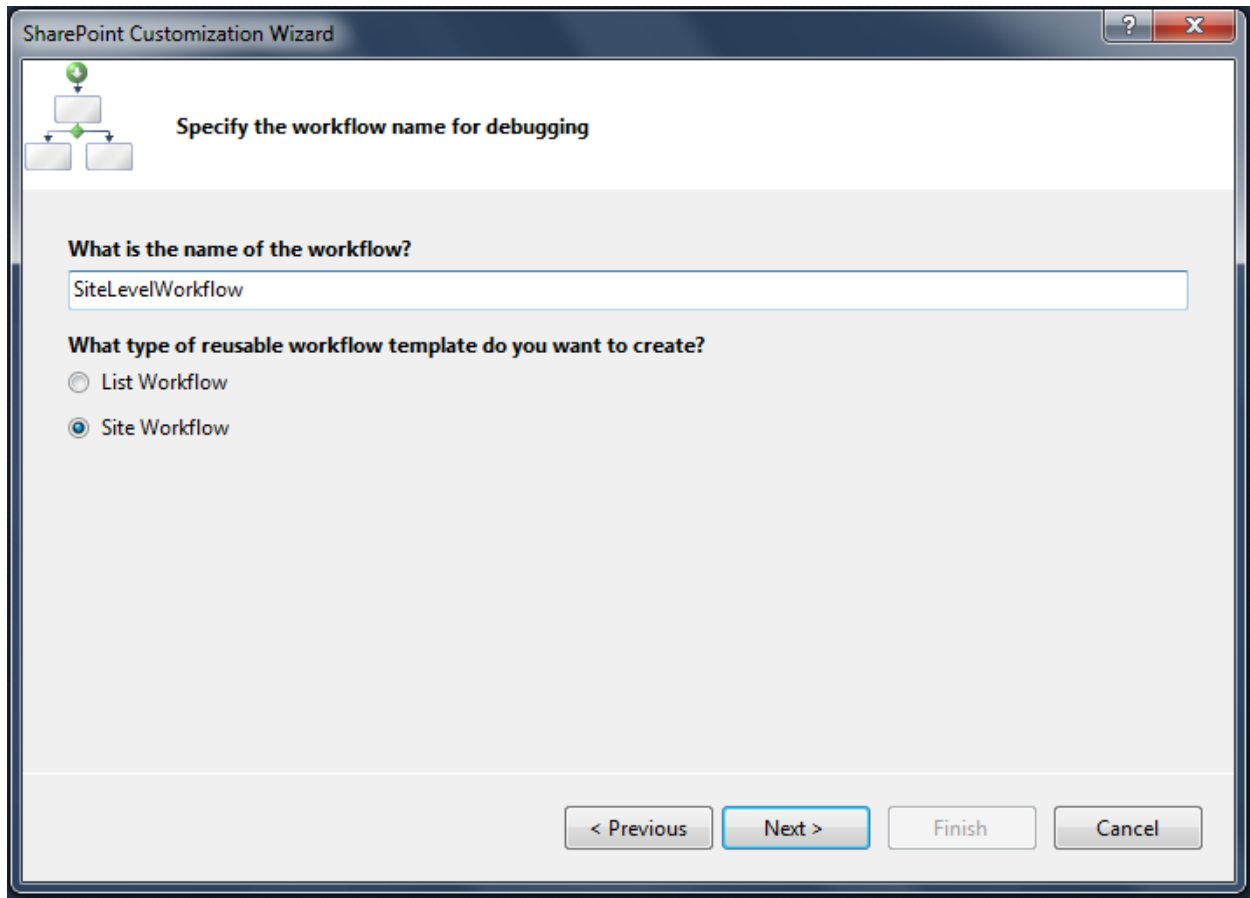 SharePoint Customization Wizard
?
X
Specify the workflow name for debugging
What is the name of the workflow?
SiteLevelWorkflow
What type of reusable workflow template do you want to create?
List Workflow
Site Workflow
< Previous Next > Finish Cancel